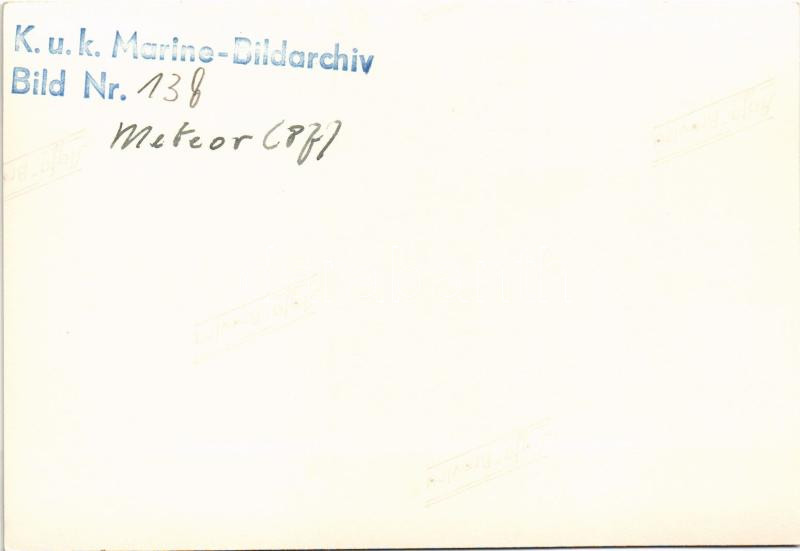 K. u. k. Marine-Bildarchiv
Bild Nr. 138
Meteor (87)